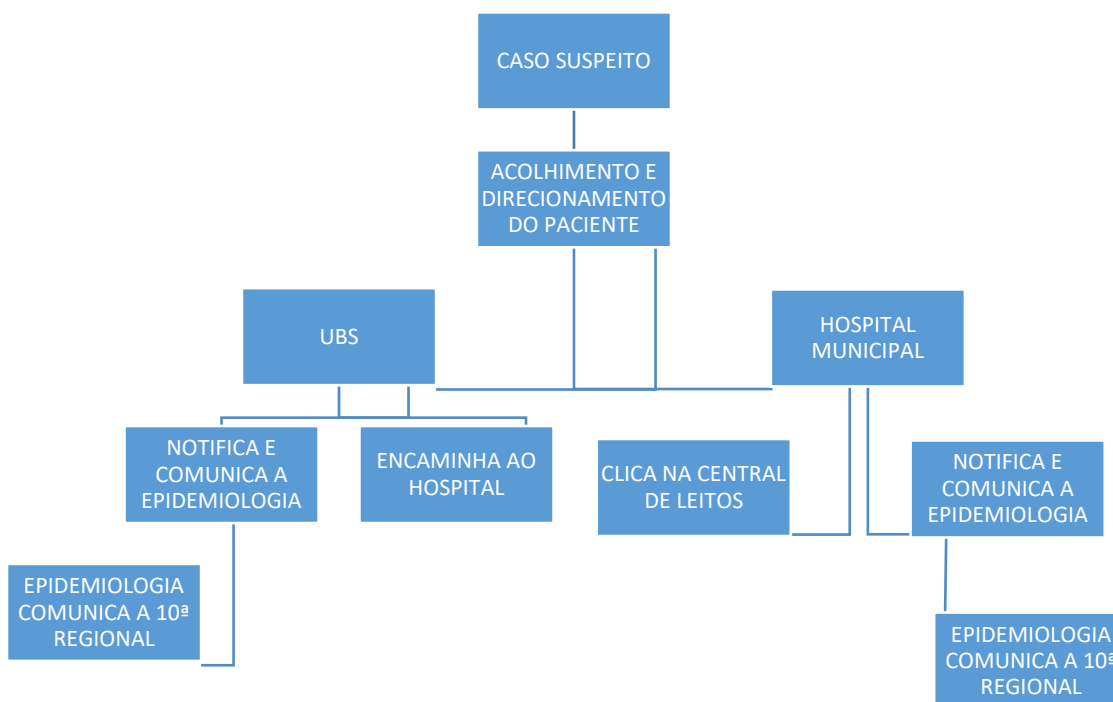 CASO SUSPEITO
ACOLHIMENTO E
DIRECIONAMENTO
DO PACIENTE
UBS
HOSPITAL
MUNICIPAL
NOTIFICA E
COMUNICA A
EPIDEMIOLOGIA
ENCAMINHA AO
HOSPITAL
CLICA NA CENTRAL
DE LEITOS
NOTIFICA E
COMUNICA A
EPIDEMIOLOGIA
EPIDEMIOLOGIA
COMUNICA A 10ª
REGIONAL
EPIDEMIOLOGIA
COMUNICA A 10ª
REGIONAL